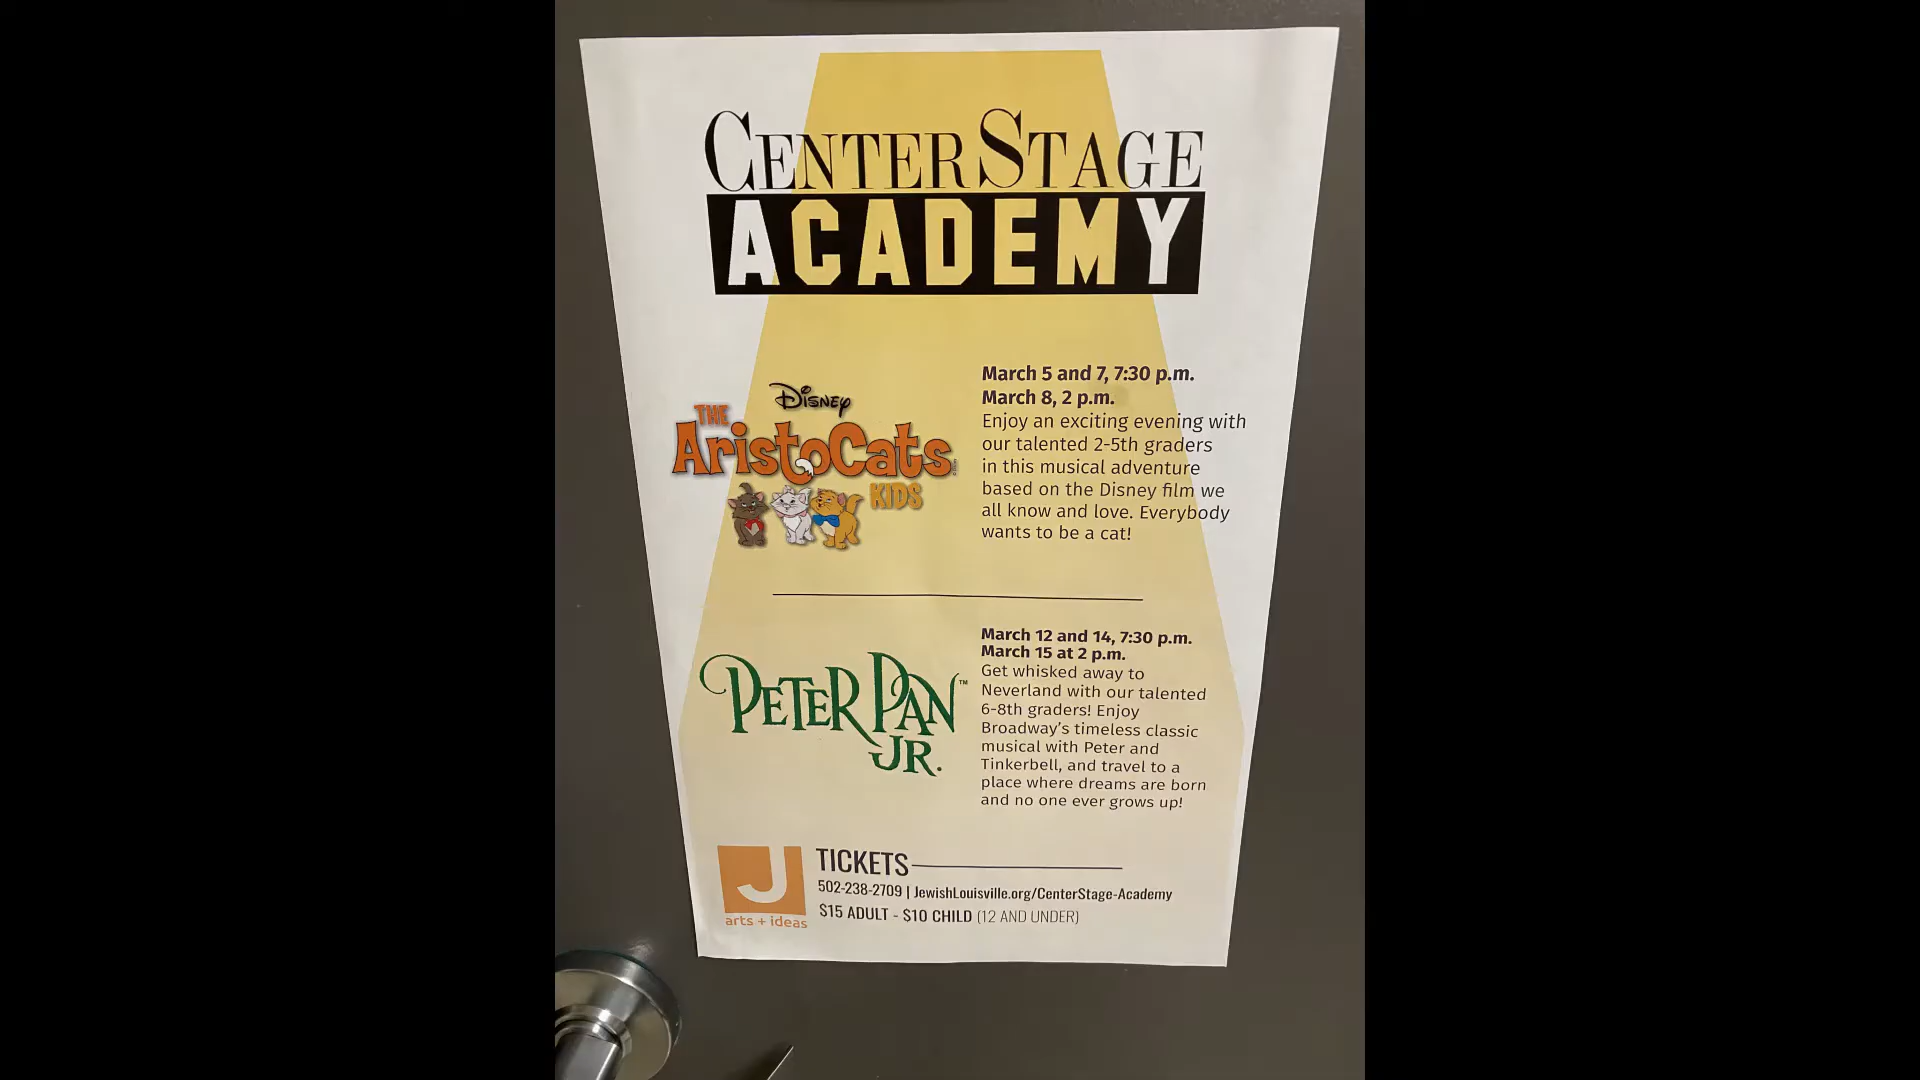 CENTERSTAGE
ACADEMY
DISNEY
THE
AristoCats
KIDS
March 5 and 7, 7:30 p.m.
March 8, 2 p.m.
Enjoy an exciting evening with
our talented 2-5th graders
in this musical adventure
based on the Disney film we
all know and love. Everybody
wants to be a cat!
PETER PAN™
JR.
March 12 and 14, 7:30 p.m.
March 15 at 2 p.m.
Get whisked away to
Neverland with our talented
6-8th graders! Enjoy
Broadway's timeless classic
musical with Peter and
Tinkerbell, and travel to a
place where dreams are born
and no one ever grows up!
J
arts + ideas
TICKETS
502-238-2709 | JewishLouisville.org/CenterStage-Academy
$15 ADULT - $10 CHILD (12 AND UNDER)